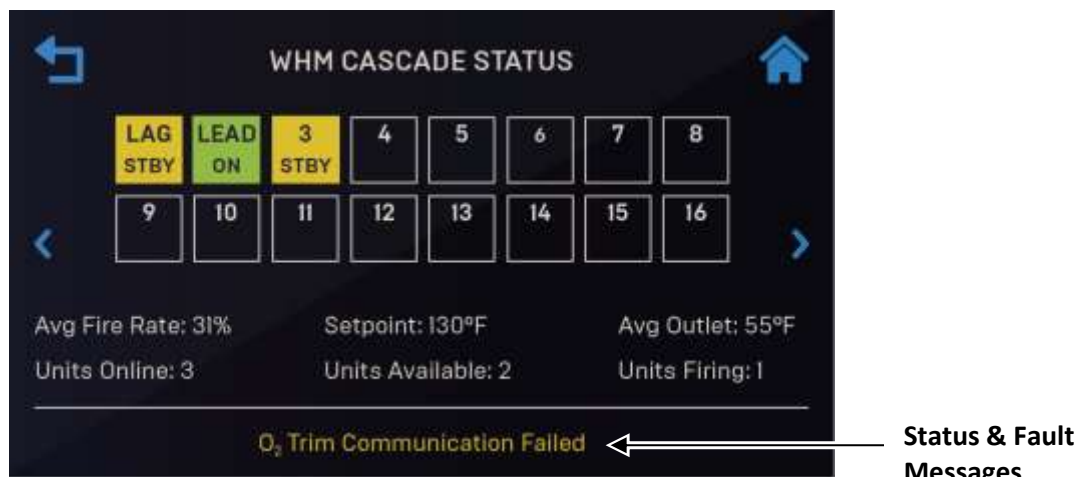 WHM CASCADE STATUS
LAG LEAD 3 4 5 6 7 8
STBY ON STBY
9 10 11 12 13 14 15 16
Avg Fire Rate: 31% Setpoint: 130°F Avg Outlet: 55°F
Units Online: 3 Units Available: 2 Units Firing: 1
O₂ Trim Communication Failed
Status & Fault
Messages